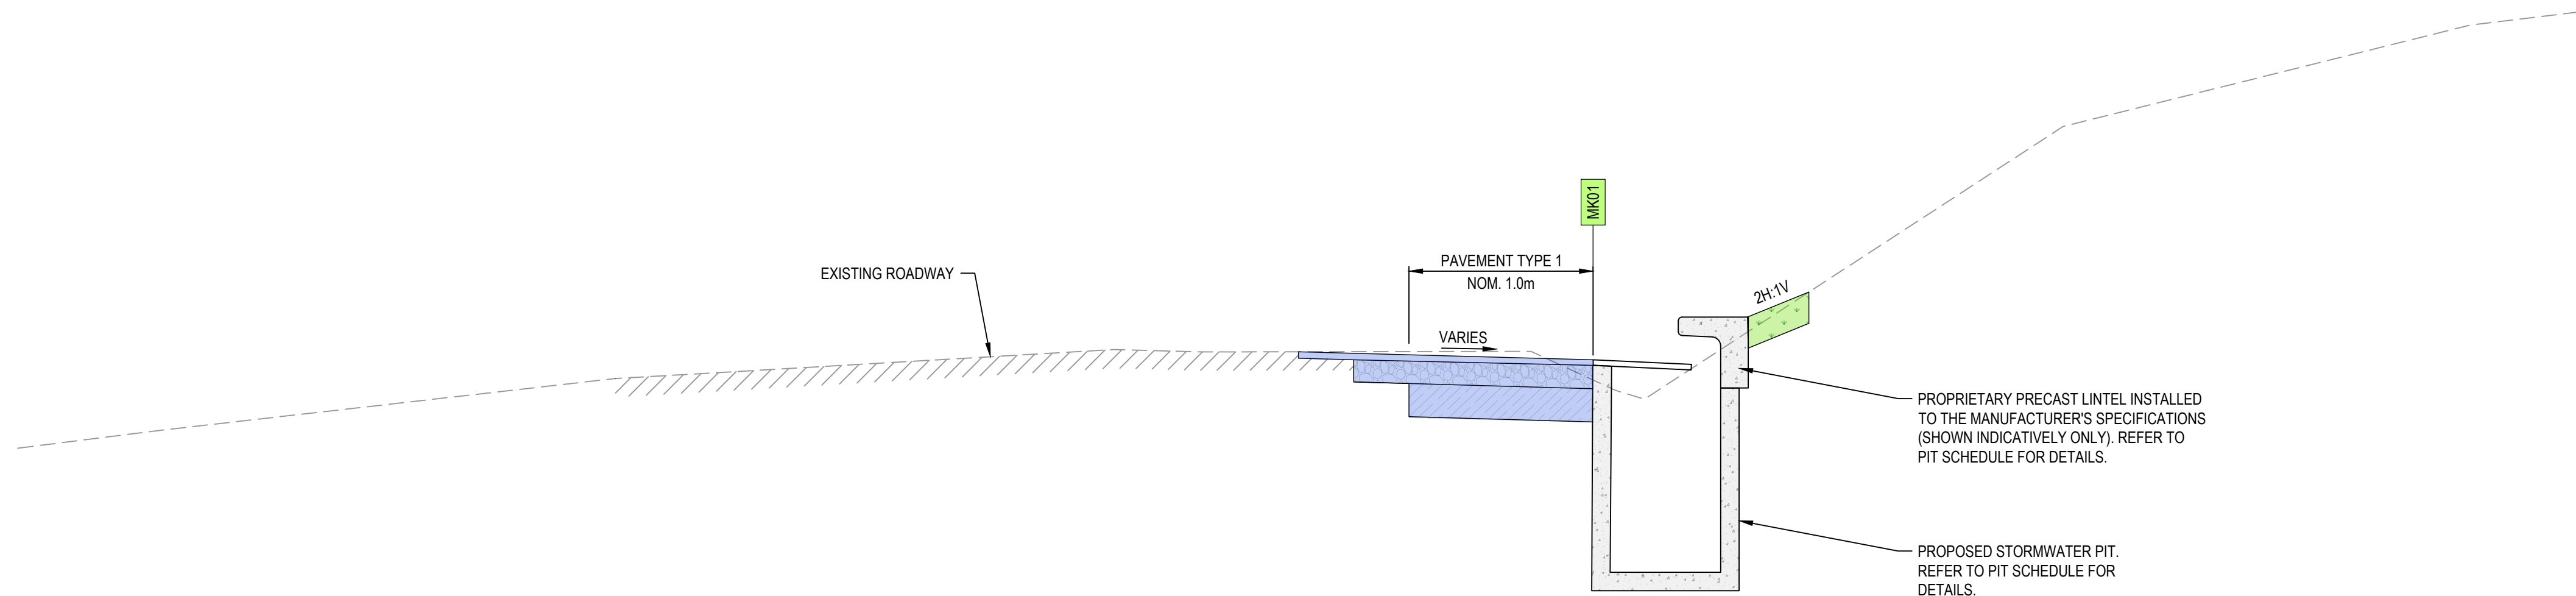 MK01
EXISTING ROADWAY
PAVEMENT TYPE 1
NOM. 1.0m
VARIES
2H:1V
PROPRIETARY PRECAST LINTEL INSTALLED
TO THE MANUFACTURER'S SPECIFICATIONS
(SHOWN INDICATIVELY ONLY). REFER TO
PIT SCHEDULE FOR DETAILS.
PROPOSED STORMWATER PIT.
REFER TO PIT SCHEDULE FOR
DETAILS.